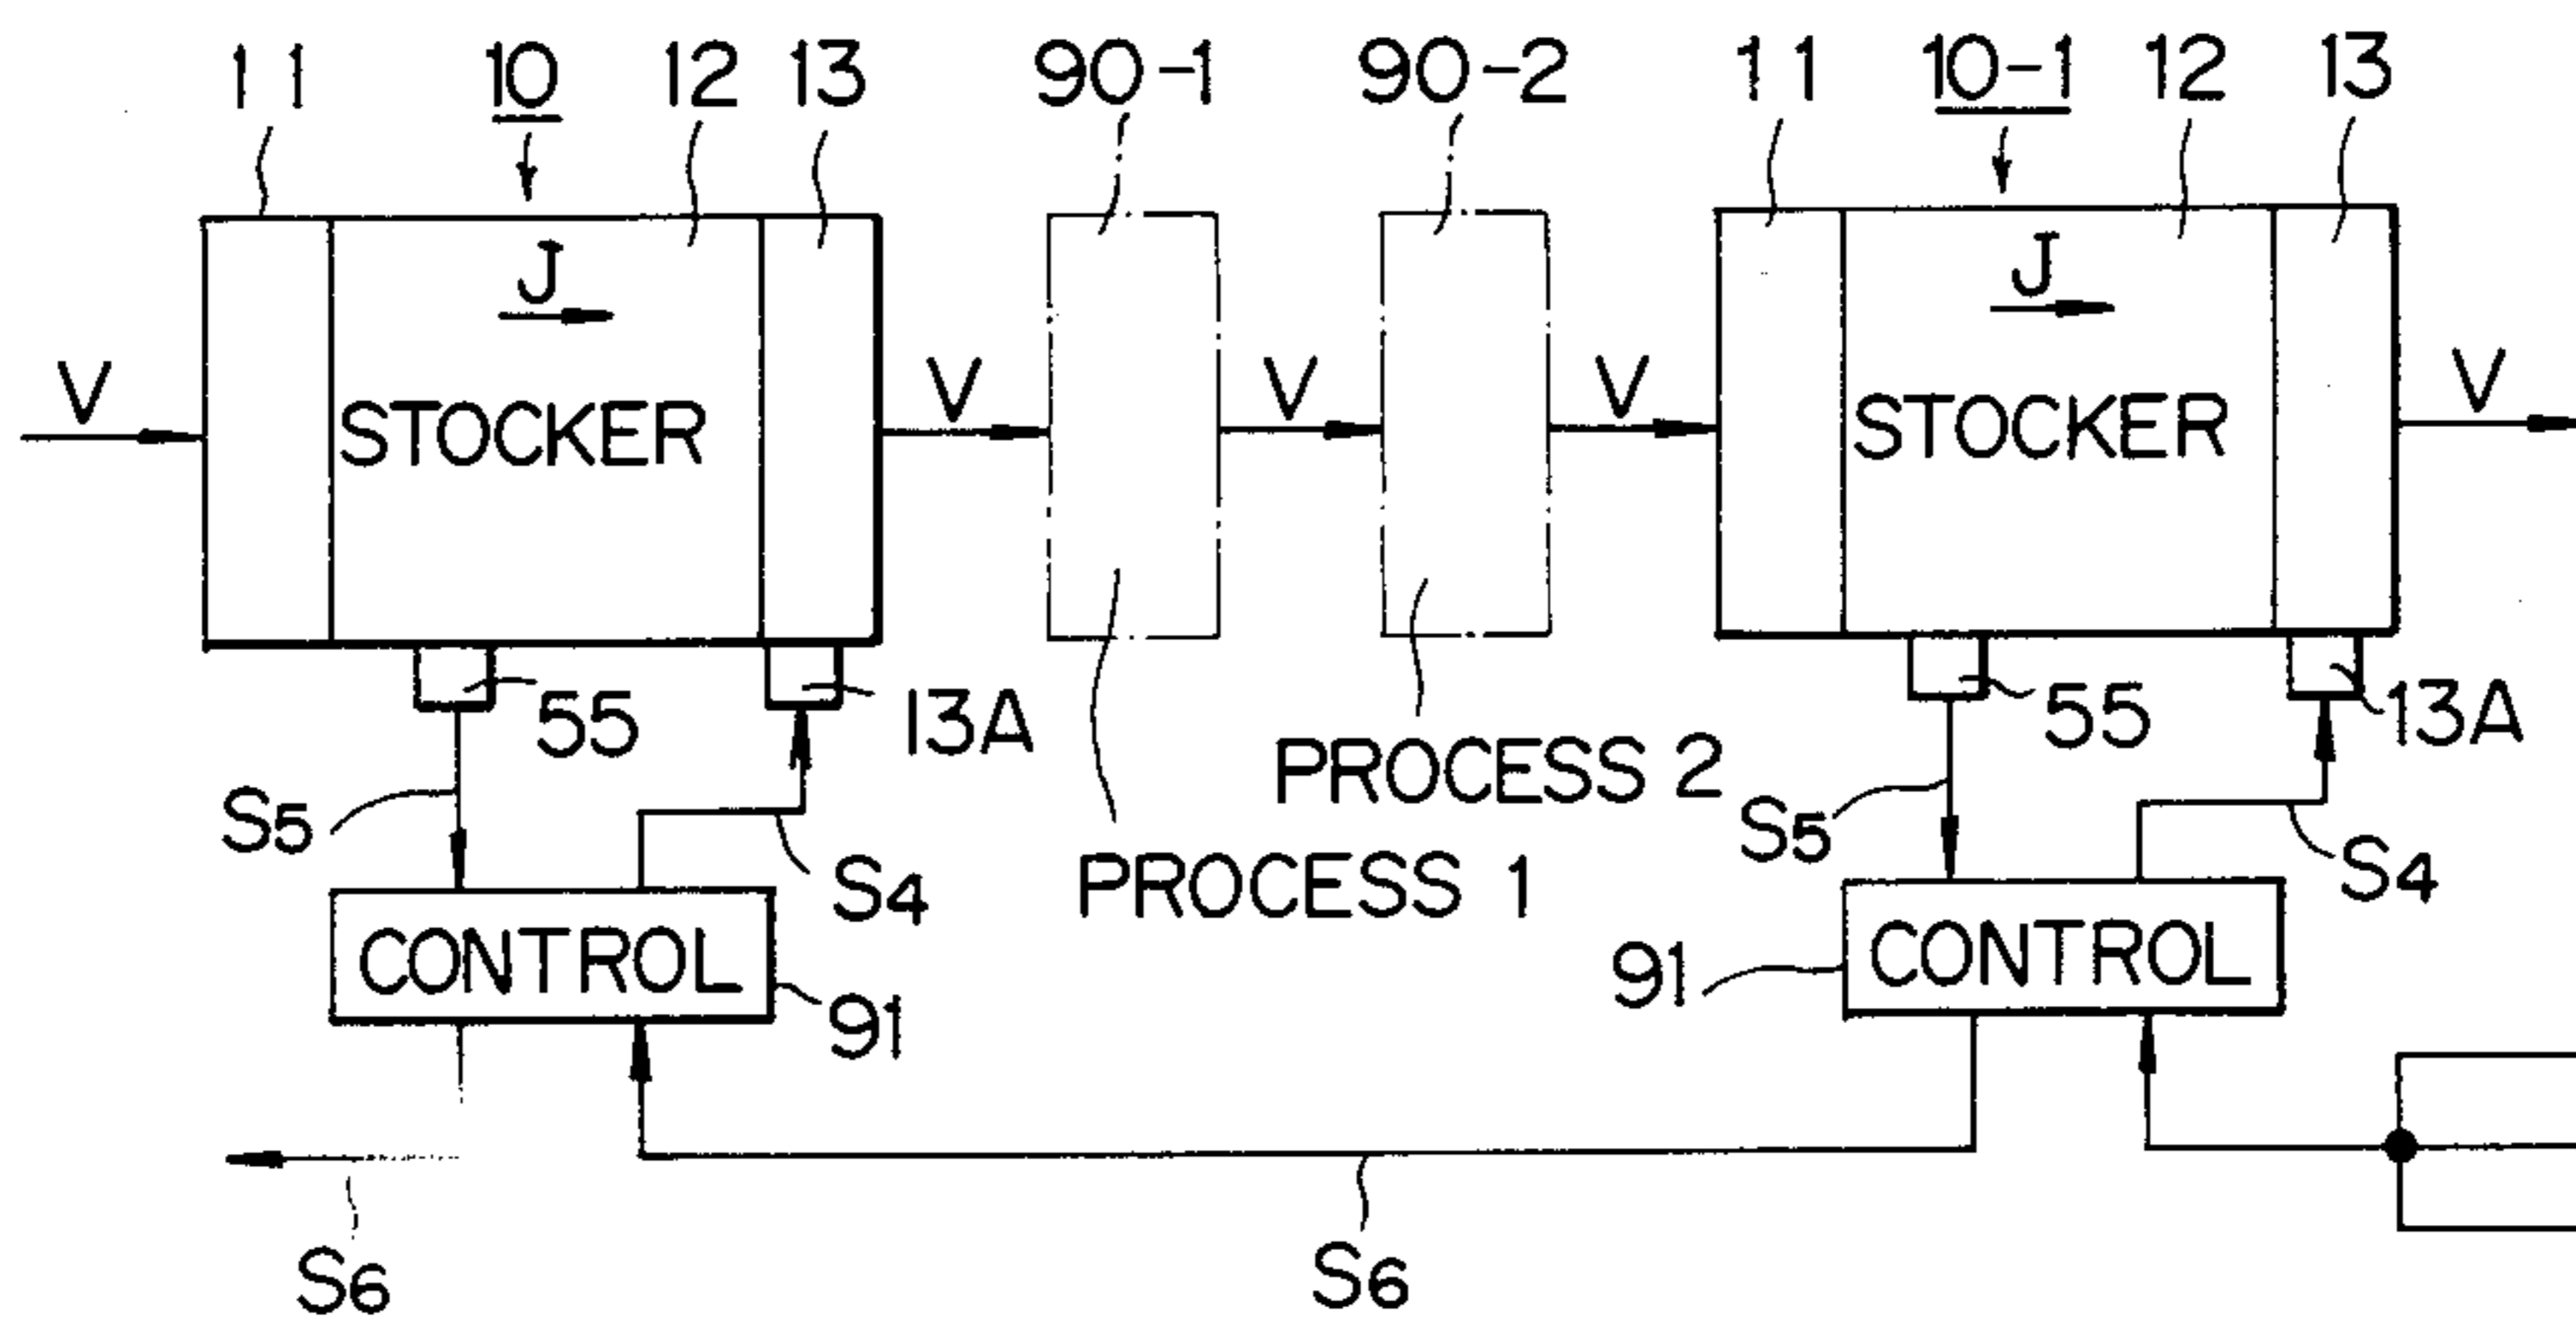 11 10 12 13 90-1 90-2 11 10-1 12 13
J J
V V V V V
STOCKER STOCKER
55 13A 55 13A
PROCESS 2
S5 S5
PROCESS 1
S4 S4
CONTROL CONTROL
91 91
S6 S6